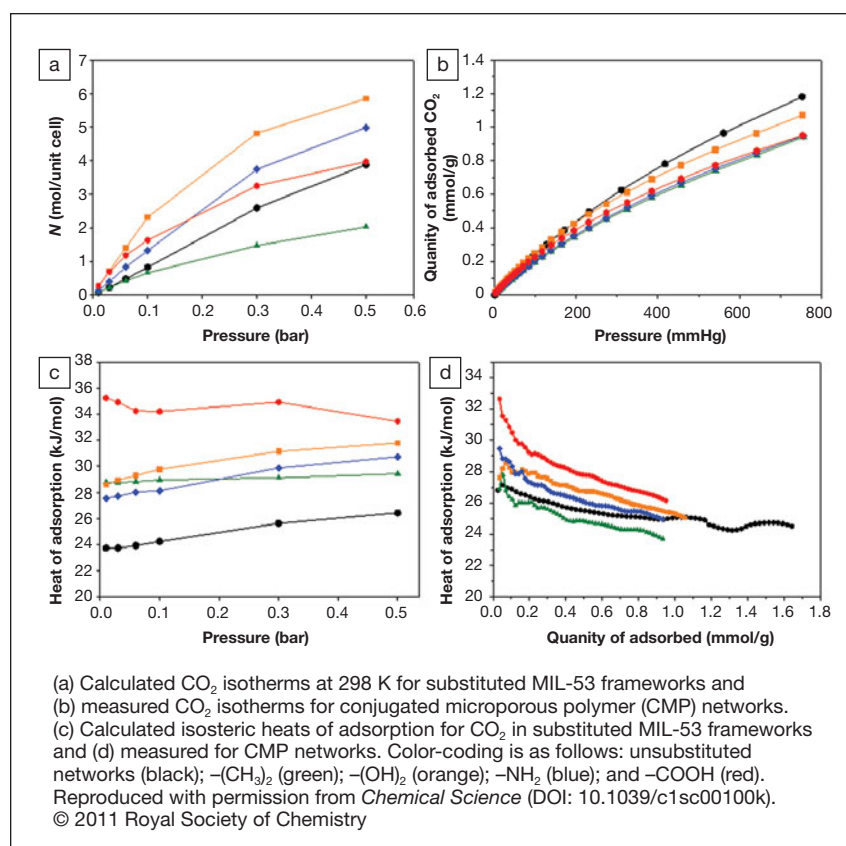 a
N (mol/unit cell)
7
6
5
4
3
2
1
0
0.0 0.1 0.2 0.3 0.4 0.5 0.6
Pressure (bar)
b
Quanity of adsorbed CO₂
(mmol/g)
1.4
1.2
1
0.8
0.6
0.4
0.2
0
0 200 400 600 800
Pressure (mmHg)
c
Heat of adsorption (kJ/mol)
38
36
34
32
30
28
26
24
22
20
0.0 0.1 0.2 0.3 0.4 0.5
Pressure (bar)
d
Heat of adsorption (kJ/mol)
34
32
30
28
26
24
22
20
0.0 0.2 0.4 0.6 0.8 1.0 1.2 1.4 1.6 1.8
Quanity of adsorbed (mmol/g)
(a) Calculated CO₂ isotherms at 298 K for substituted MIL-53 frameworks and
(b) measured CO₂ isotherms for conjugated microporous polymer (CMP) networks.
(c) Calculated isosteric heats of adsorption for CO₂ in substituted MIL-53 frameworks
and (d) measured for CMP networks. Color-coding is as follows: unsubstituted
networks (black); –(CH₃)₂ (green); –(OH)₂ (orange); –NH₂ (blue); and –COOH (red).
Reproduced with permission from Chemical Science (DOI: 10.1039/c1sc00100k).
© 2011 Royal Society of Chemistry